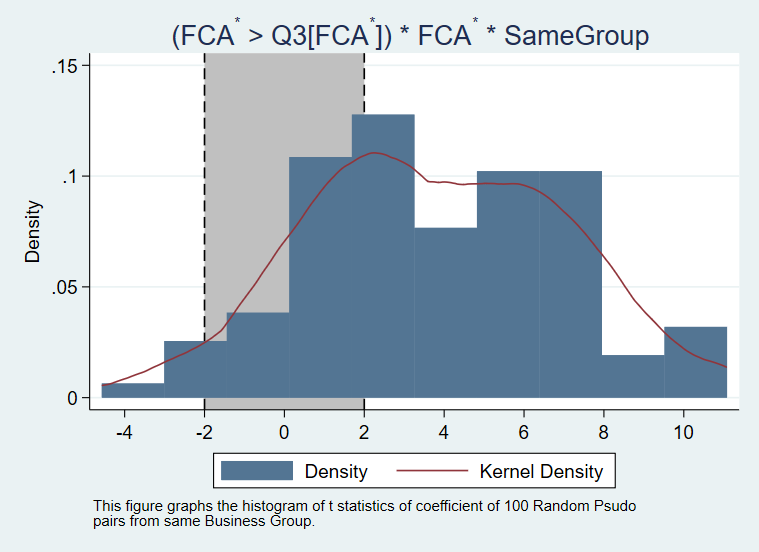 (FCA* > Q3[FCA*]) * FCA* * SameGroup
.15
.1
.05
0
Density
-4 -2 0 2 4 6 8 10
Density Kernel Density
This figure graphs the histogram of t statistics of coefficient of 100 Random Psudo
pairs from same Business Group.